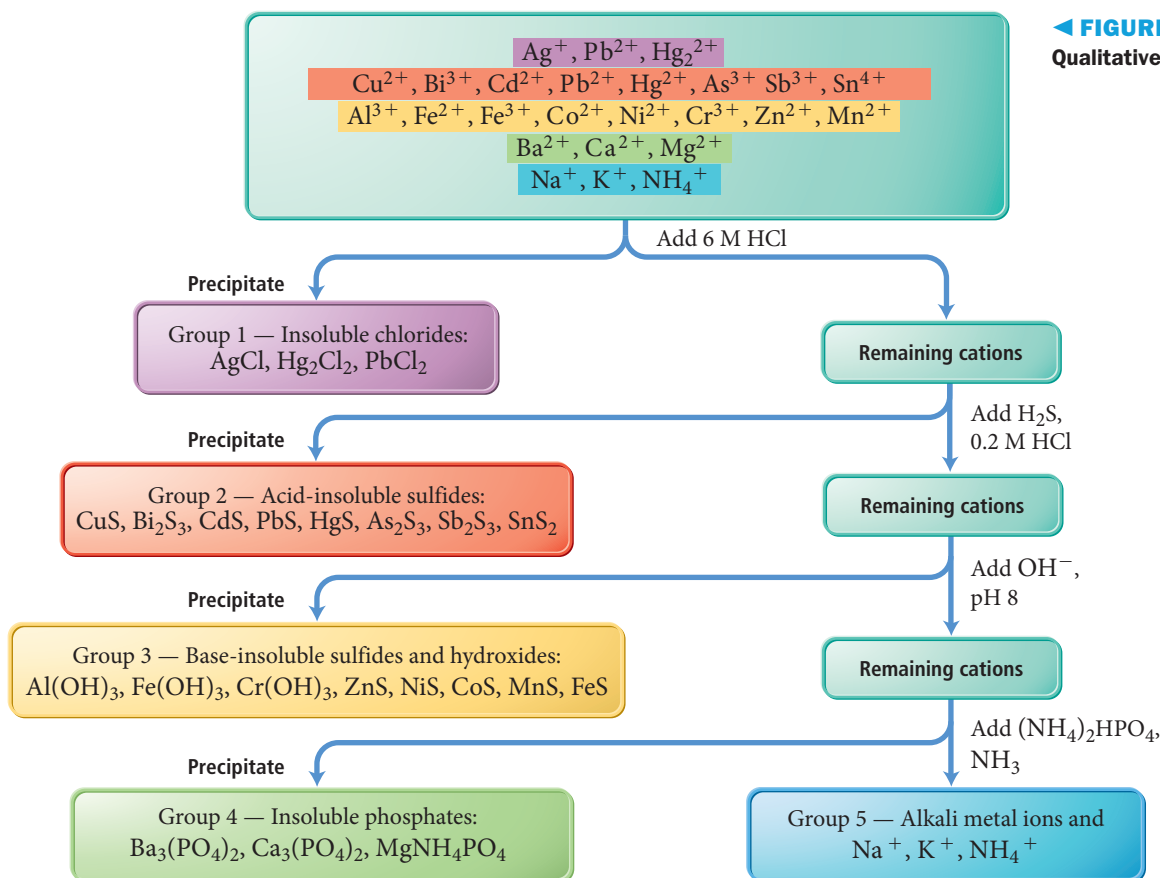 ◀ FIGURE
Qualitative
Ag⁺, Pb²⁺, Hg₂²⁺
Cu²⁺, Bi³⁺, Cd²⁺, Pb²⁺, Hg²⁺, As³⁺ Sb³⁺, Sn⁴⁺
Al³⁺, Fe²⁺, Fe³⁺, Co²⁺, Ni²⁺, Cr³⁺, Zn²⁺, Mn²⁺
Ba²⁺, Ca²⁺, Mg²⁺
Na⁺, K⁺, NH₄⁺
Add 6 M HCl
Precipitate
Group 1 — Insoluble chlorides:
AgCl, Hg₂Cl₂, PbCl₂
Remaining cations
Add H₂S,
0.2 M HCl
Precipitate
Group 2 — Acid-insoluble sulfides:
CuS, Bi₂S₃, CdS, PbS, HgS, As₂S₃, Sb₂S₃, SnS₂
Remaining cations
Add OH⁻,
pH 8
Precipitate
Group 3 — Base-insoluble sulfides and hydroxides:
Al(OH)₃, Fe(OH)₃, Cr(OH)₃, ZnS, NiS, CoS, MnS, FeS
Remaining cations
Add (NH₄)₂HPO₄,
NH₃
Precipitate
Group 4 — Insoluble phosphates:
Ba₃(PO₄)₂, Ca₃(PO₄)₂, MgNH₄PO₄
Group 5 — Alkali metal ions and
Na⁺, K⁺, NH₄⁺